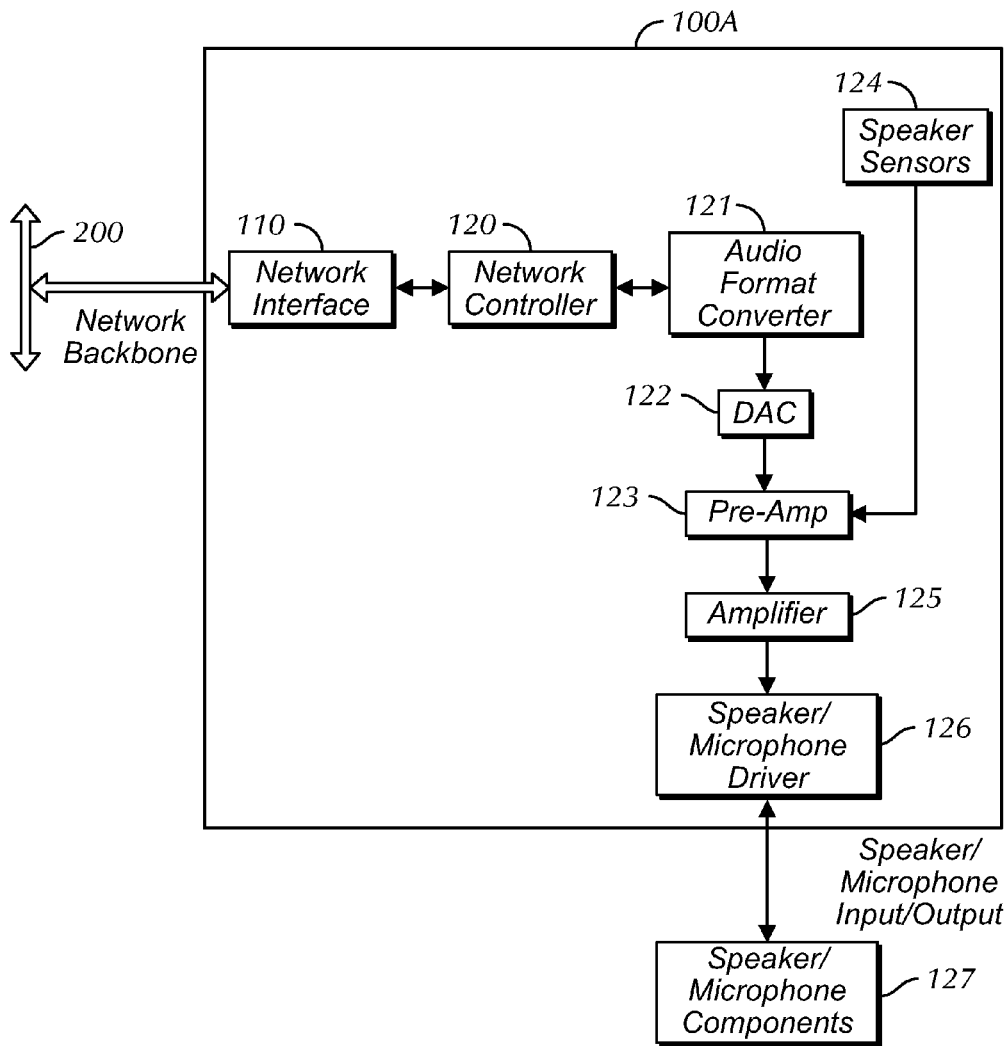 100A
124
Speaker
Sensors
200
110
120
121
Network
Interface
Network
Controller
Audio
Format
Converter
Network
Backbone
122
DAC
123
Pre-Amp
Amplifier
125
Speaker/
Microphone
Driver
126
Speaker/
Microphone
Input/Output
Speaker/
Microphone
Components
127